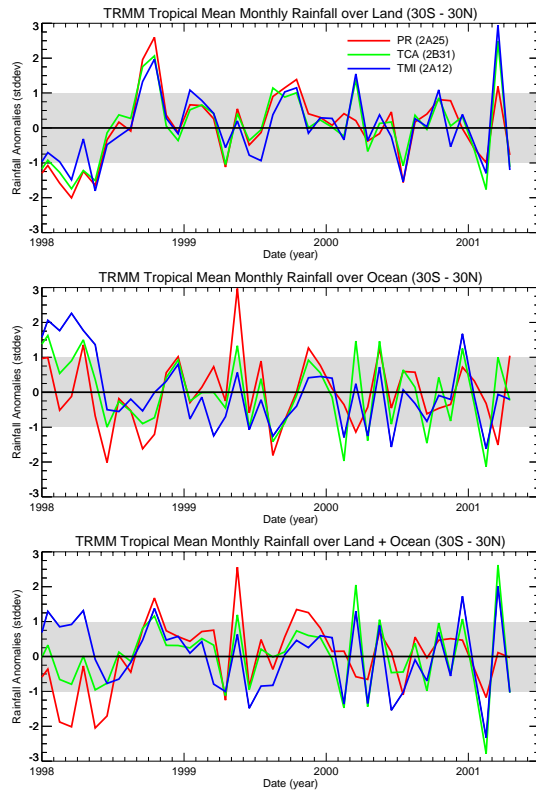 TRMM Tropical Mean Monthly Rainfall over Land (30S - 30N)
3
2
1
0
-1
-2
-3
Rainfall Anomalies (stddev)
PR (2A25)
TCA (2B31)
TMI (2A12)
1998 1999 2000 2001
Date (year)
TRMM Tropical Mean Monthly Rainfall over Ocean (30S - 30N)
3
2
1
0
-1
-2
-3
Rainfall Anomalies (stddev)
1998 1999 2000 2001
Date (year)
TRMM Tropical Mean Monthly Rainfall over Land + Ocean (30S - 30N)
3
2
1
0
-1
-2
-3
Rainfall Anomalies (stddev)
1998 1999 2000 2001
Date (year)